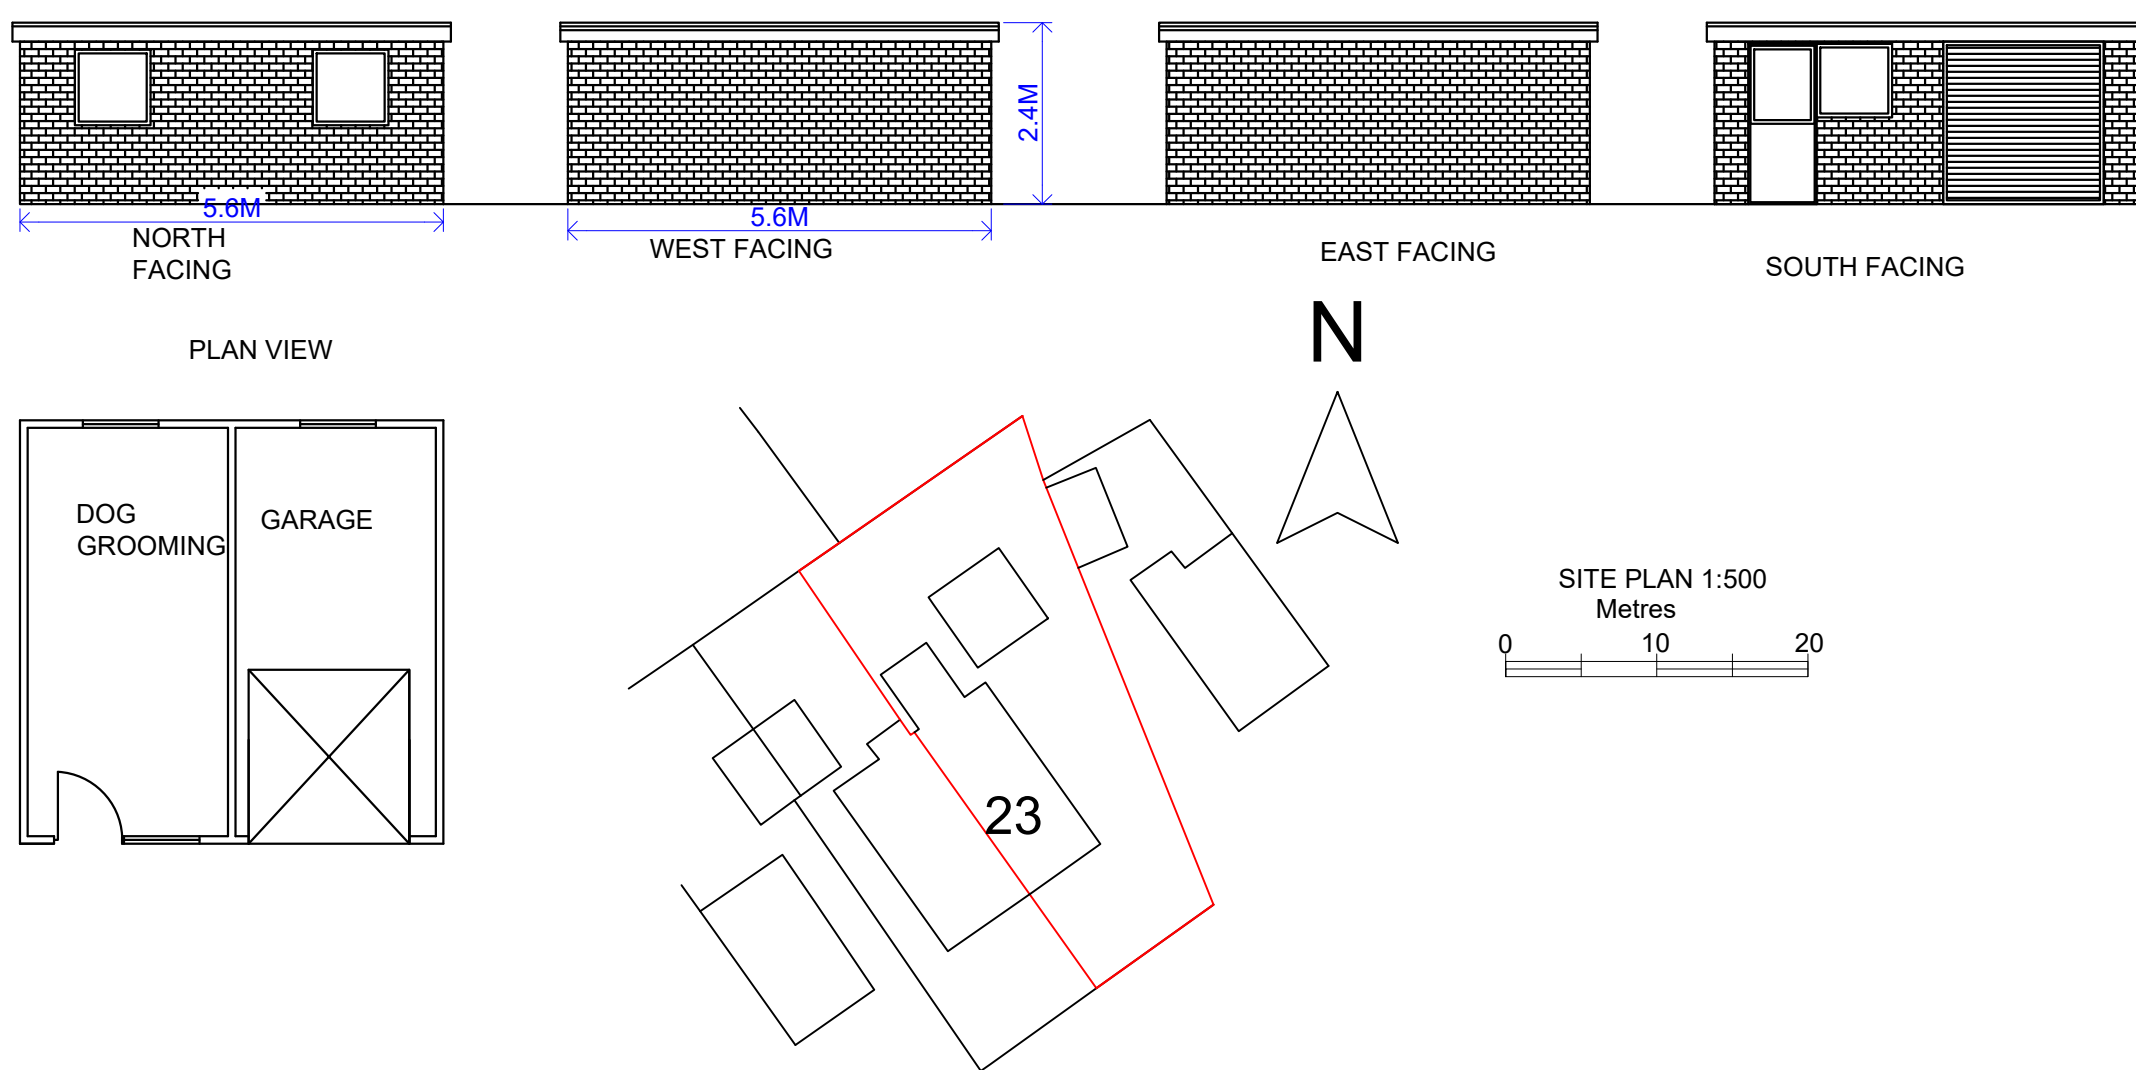 2.4M
5.6M
5.6M
NORTH
FACING
WEST FACING
EAST FACING
SOUTH FACING
N
PLAN VIEW
DOG
GROOMING
GARAGE
SITE PLAN 1:500
Metres
0 10 20
23